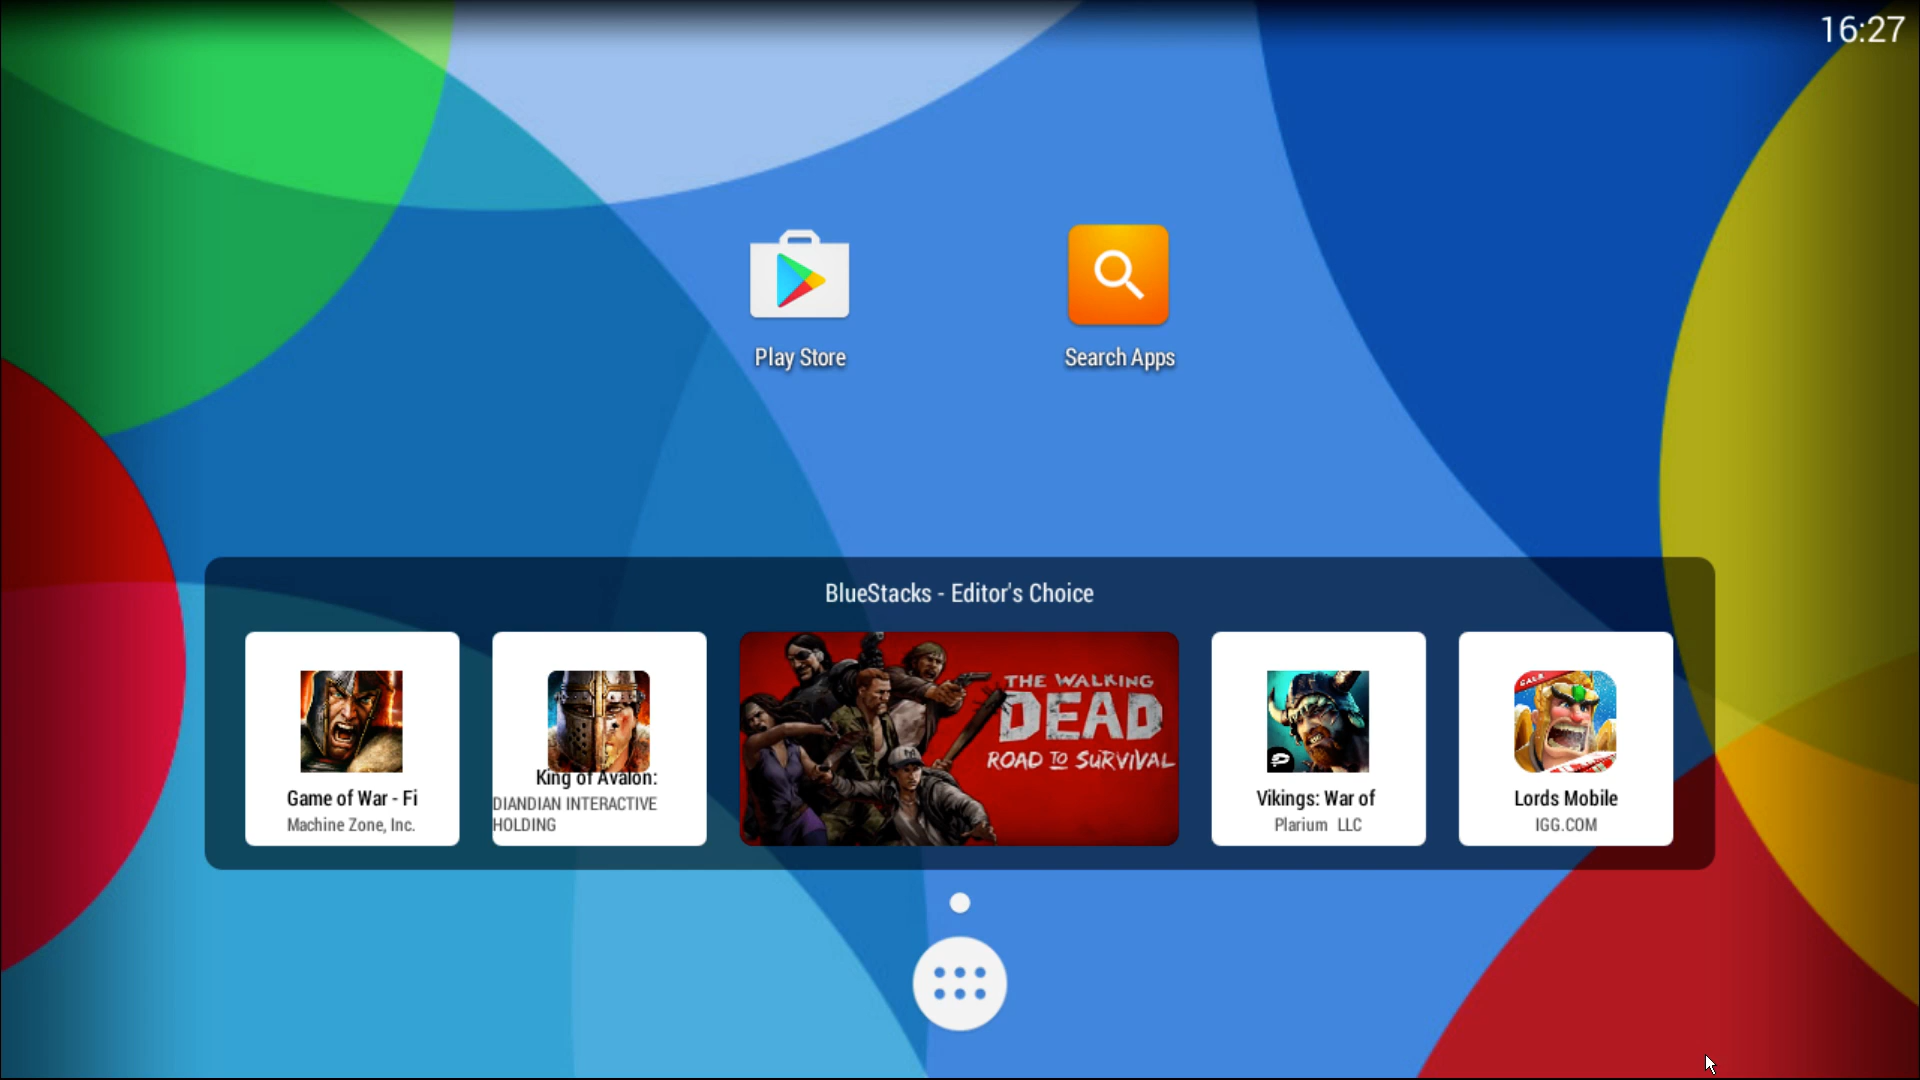 16:27
Play Store
Search Apps
BlueStacks - Editor's Choice
Game of War - Fi
Machine Zone, Inc.
King of Avalon:
DIANDIAN INTERACTIVE
HOLDING
THE WALKING
DEAD
ROAD TO SURVIVAL
Vikings: War of
Plarium LLC
Lords Mobile
IGG.COM